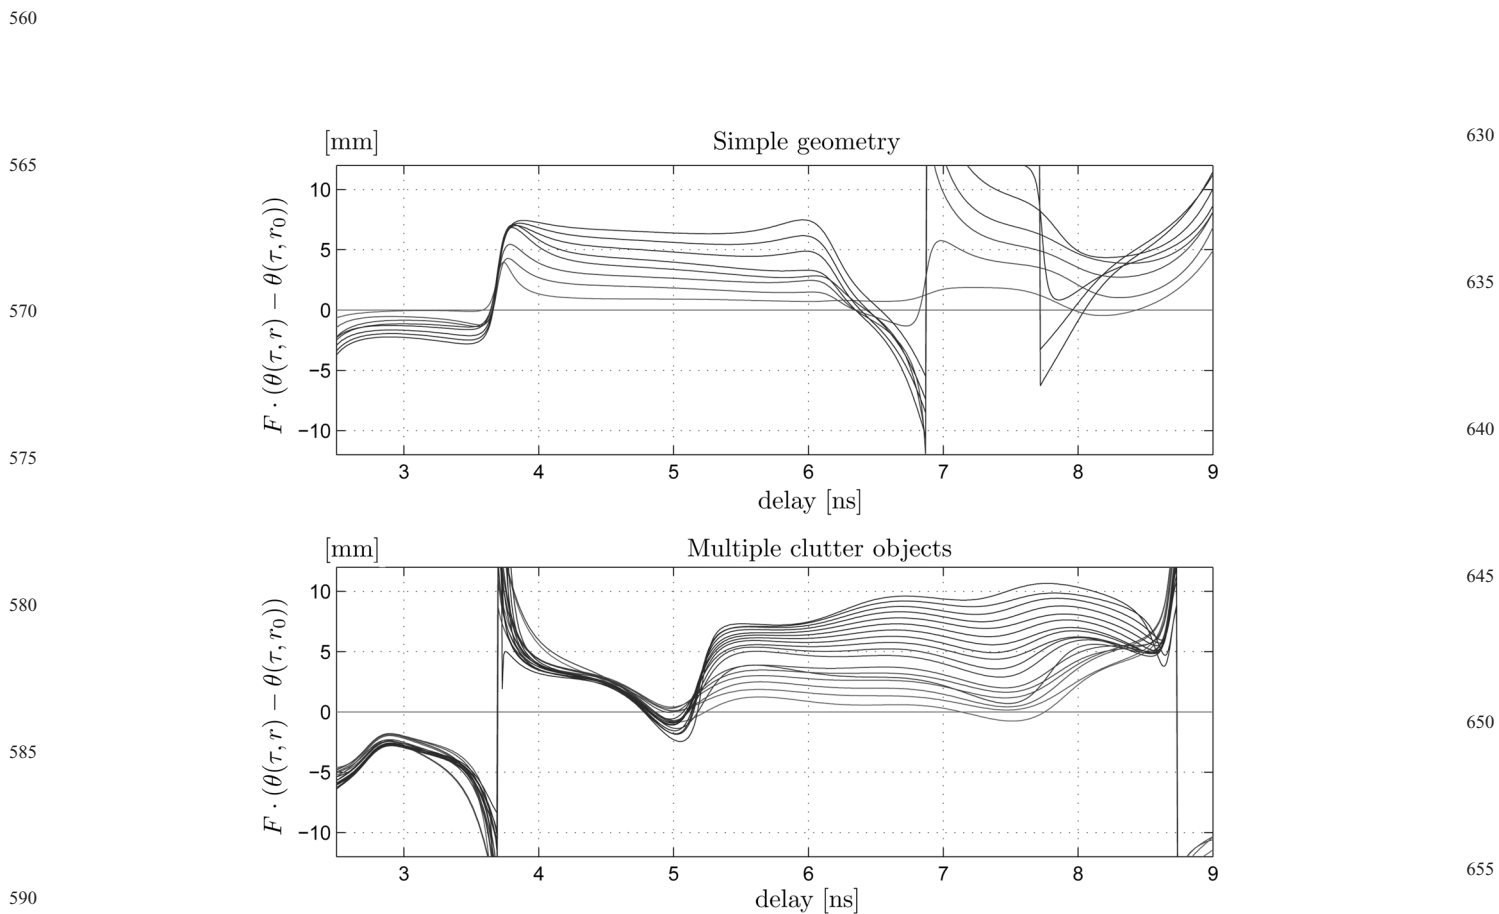 560
630
[mm] Simple geometry
565
10
5
0
−5
−10
F · (θ(τ, r) − θ(τ, r₀))
635
570
640
575
3 4 5 6 7 8 9
delay [ns]
[mm] Multiple clutter objects
645
580
10
5
0
−5
−10
F · (θ(τ, r) − θ(τ, r₀))
650
585
655
3 4 5 6 7 8 9
590
delay [ns]